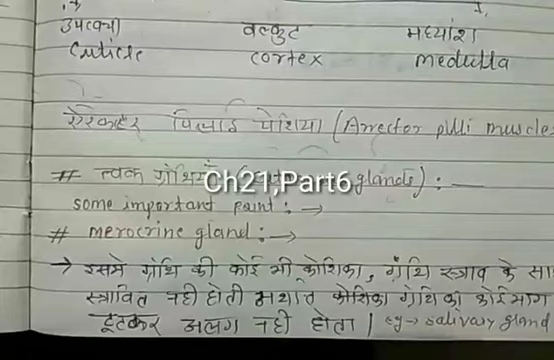 उपत्वचा वल्कुट मध्यांश
Cuticle cortex medulla
ऐरेक्टर पिलाई पेशिया (Arrector pilli muscles
# त्वक ग्रंथियाँ glands) : —
Ch21,Part6
some important point : →
# merocrine gland : →
→ इसमे ग्रंथि की कोई भी कोशिका, ग्रंथि स्त्राव के सा
स्त्रावित नही होती अर्थात कोशिका ग्रंथि का कोई भाग
टूटकर अलग नही होता | eg → salivary gland